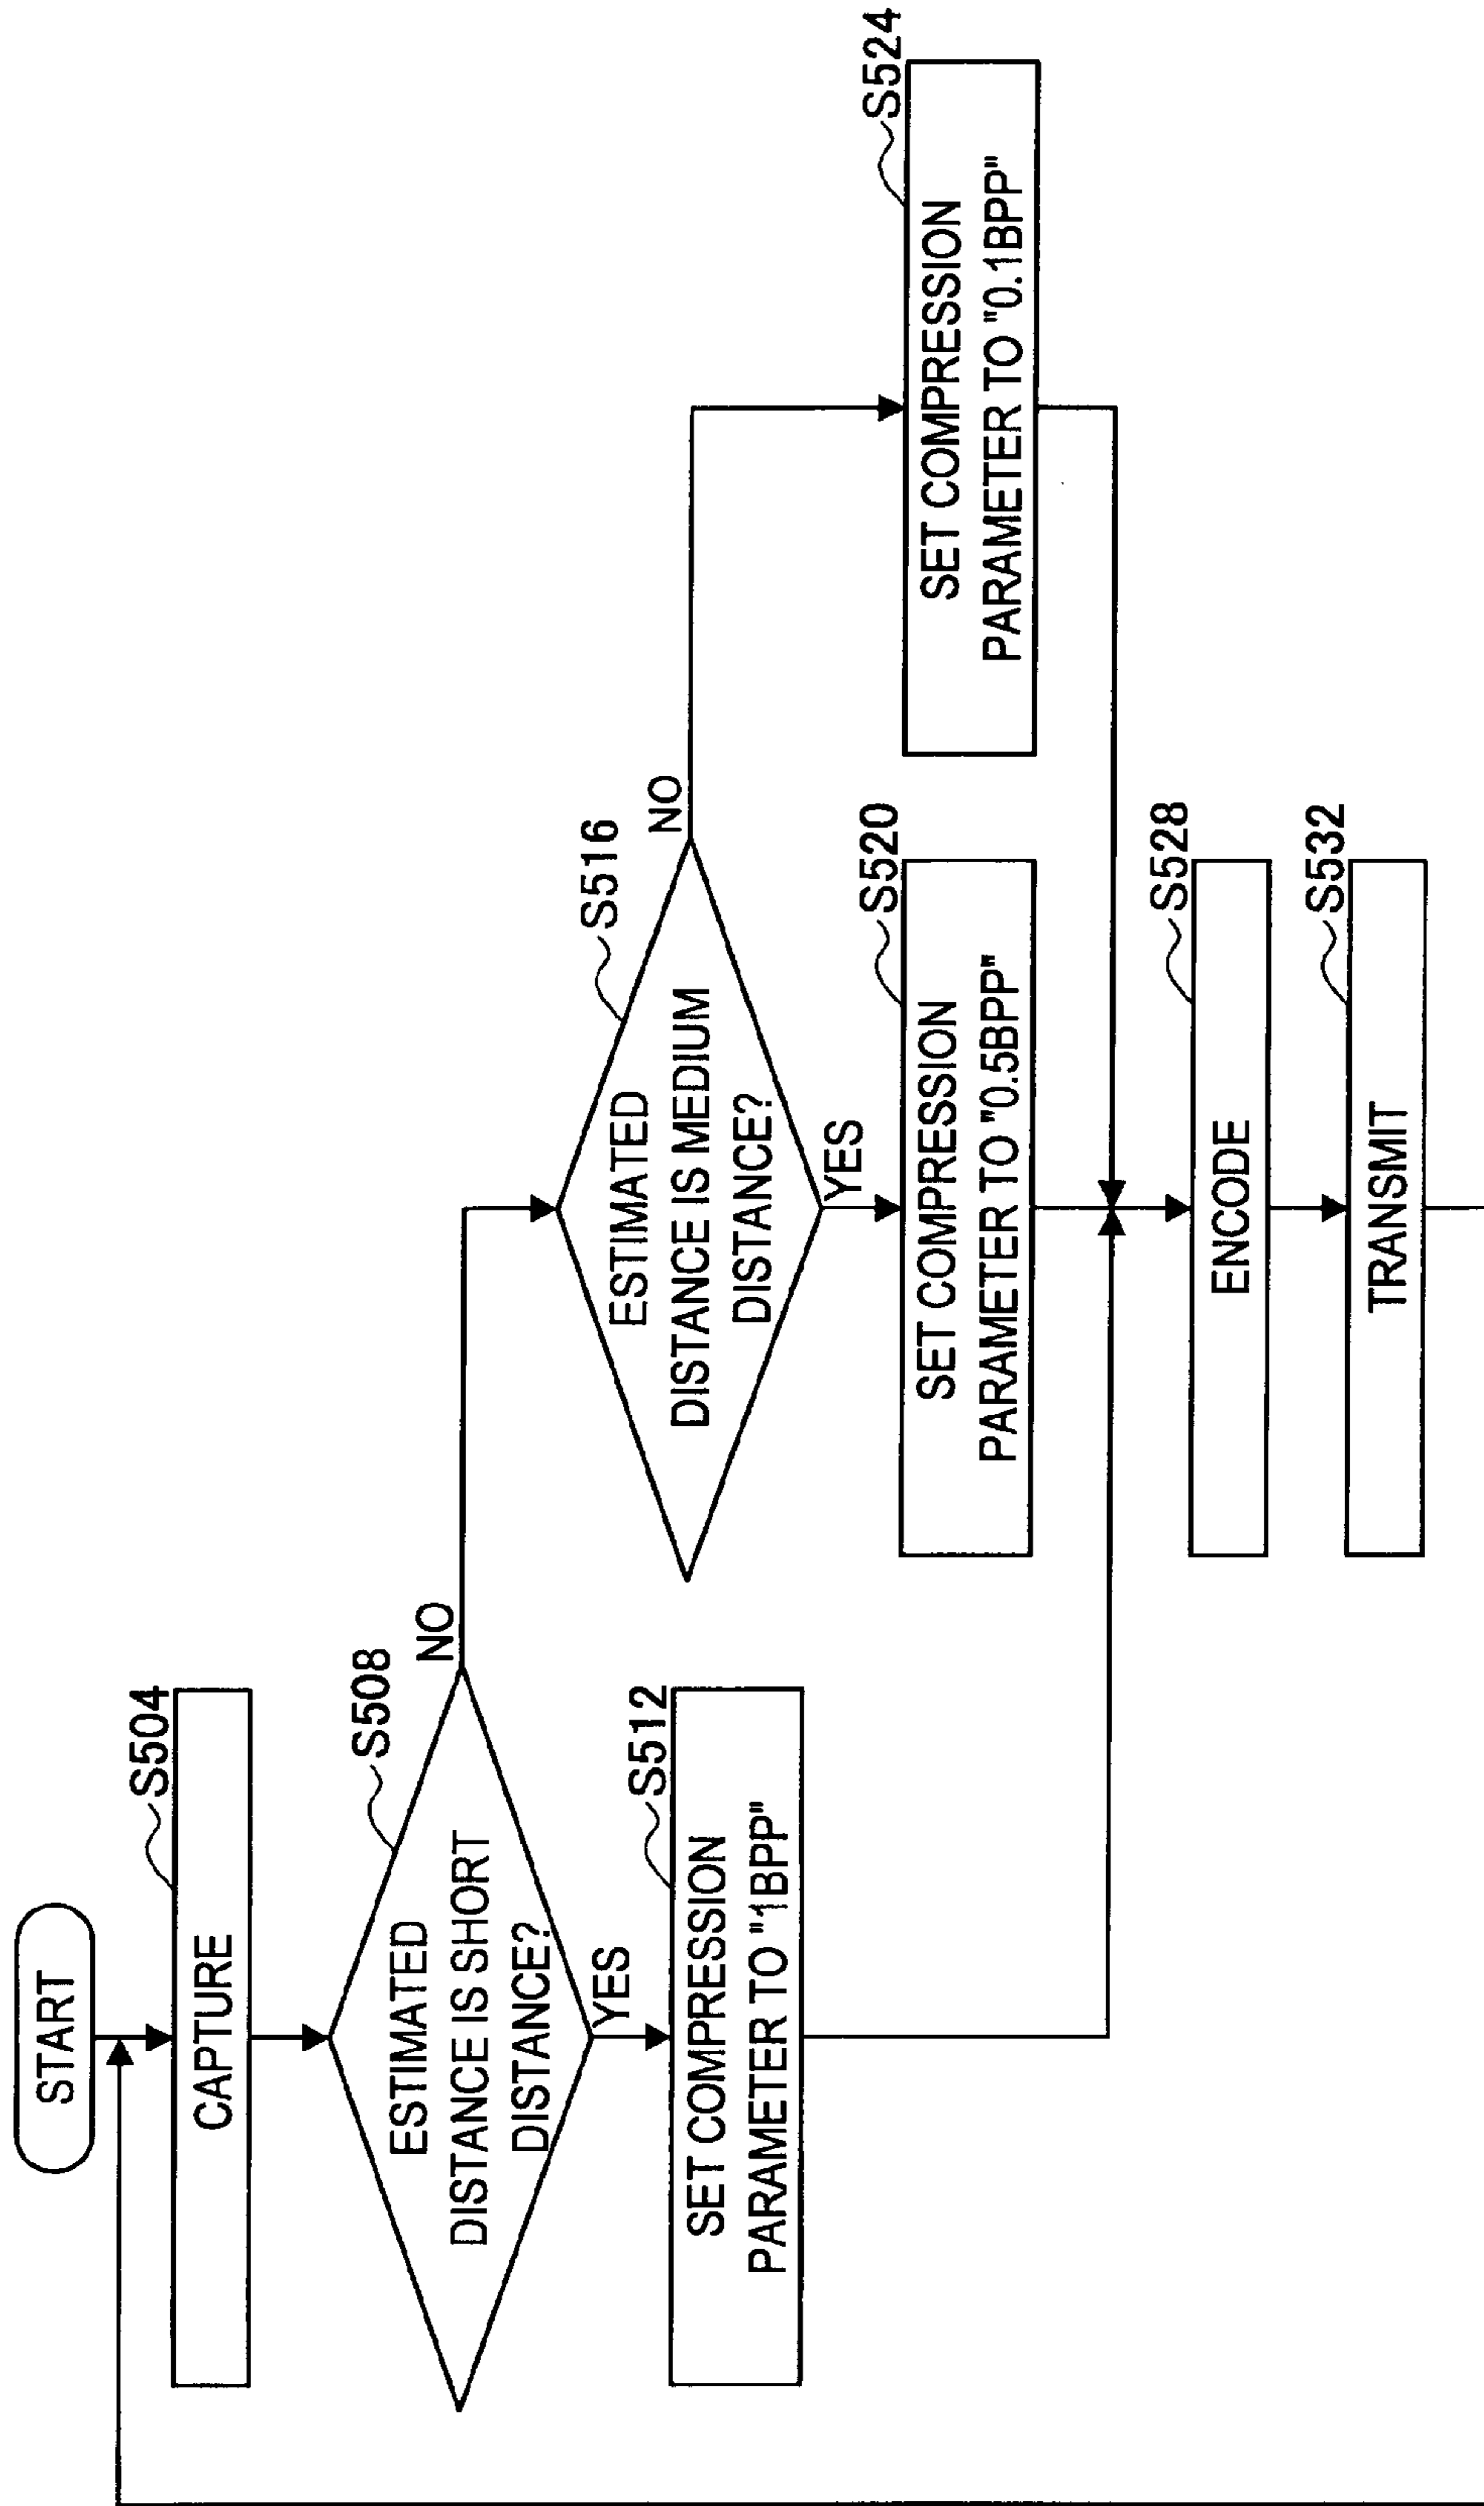 START
S504
CAPTURE
S508
ESTIMATED
DISTANCE IS SHORT
DISTANCE?
NO
YES
S512
SET COMPRESSION
PARAMETER TO "1BPP"
S516
ESTIMATED
DISTANCE IS MEDIUM
DISTANCE?
NO
YES
S520
SET COMPRESSION
PARAMETER TO "0.5BPP"
S524
SET COMPRESSION
PARAMETER TO "0.1BPP"
S528
ENCODE
S532
TRANSMIT